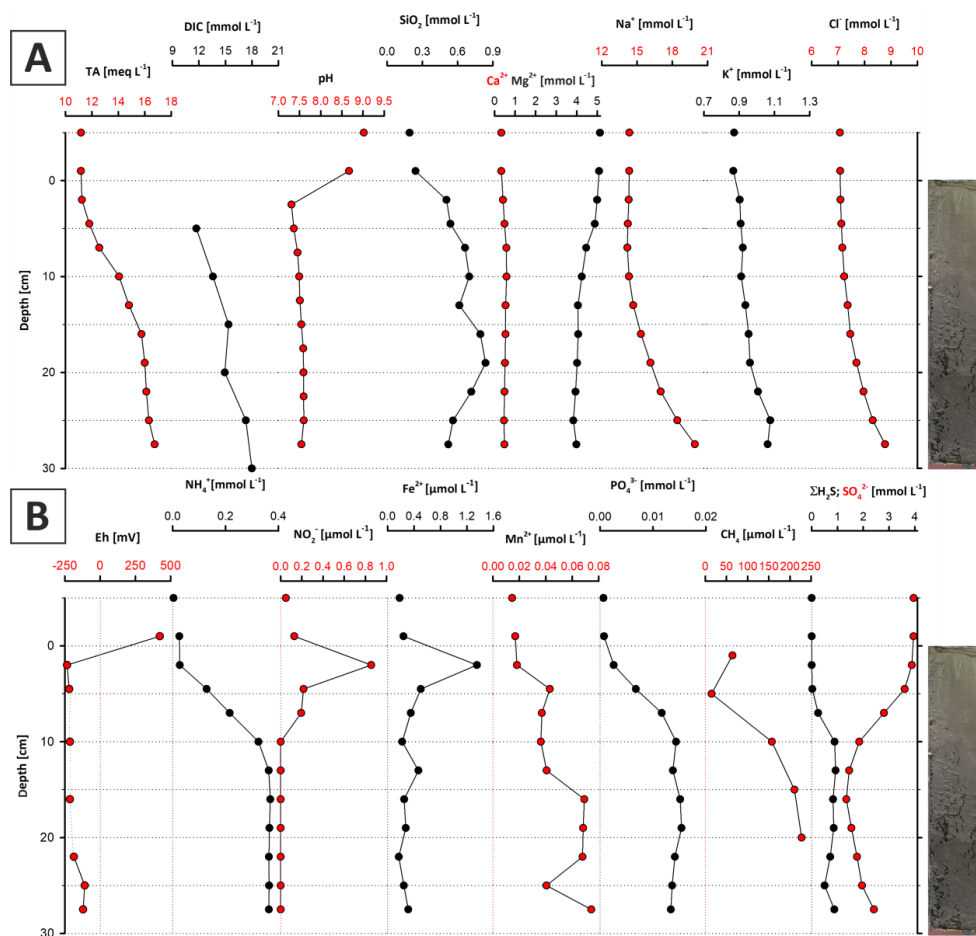 A
DIC [mmol L⁻¹]
9 12 15 18 21
SiO₂ [mmol L⁻¹]
0.0 0.3 0.6 0.9
Na⁺ [mmol L⁻¹]
12 15 18 21
Cl⁻ [mmol L⁻¹]
6 7 8 9 10
TA [meq L⁻¹]
10 12 14 16 18
pH
7.0 7.5 8.0 8.5 9.0 9.5
Ca²⁺ Mg²⁺[mmol L⁻¹]
0 1 2 3 4 5
K⁺ [mmol L⁻¹]
0.7 0.9 1.1 1.3
0
10
20
30
Depth [cm]
B
NH₄⁺[mmol L⁻¹]
0.0 0.2 0.4
Fe²⁺ [µmol L⁻¹]
0.0 0.4 0.8 1.2 1.6
PO₄³⁻ [mmol L⁻¹]
0.00 0.01 0.02
ΣH₂S; SO₄²⁻ [mmol L⁻¹]
0 1 2 3 4
Eh [mV]
-250 0 500
NO₂⁻ [µmol L⁻¹]
0.0 0.2 0.4 0.6 0.8 1.0
Mn²⁺ [µmol L⁻¹]
0.00 0.02 0.04 0.06 0.08
CH₄ [µmol L⁻¹]
0 50 100 150 200 250
0
10
20
30
Depth [cm]